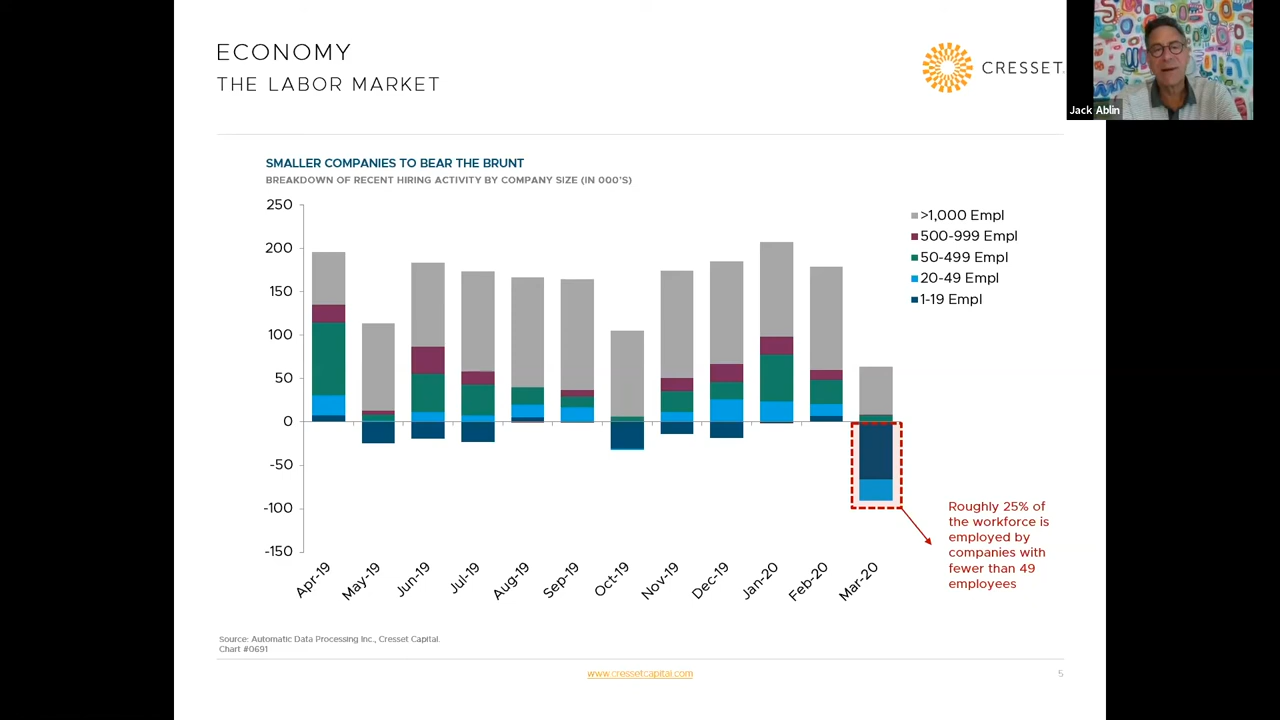 ECONOMY
THE LABOR MARKET
CRESSET
Jack Ablin
SMALLER COMPANIES TO BEAR THE BRUNT
BREAKDOWN OF RECENT HIRING ACTIVITY BY COMPANY SIZE (IN 000'S)
250
200
150
100
50
0
-50
-100
-150
>1,000 Empl
500-999 Empl
50-499 Empl
20-49 Empl
1-19 Empl
Roughly 25% of
the workforce is
employed by
companies with
fewer than 49
employees
Apr-19
May-19
Jun-19
Jul-19
Aug-19
Sep-19
Oct-19
Nov-19
Dec-19
Jan-20
Feb-20
Mar-20
Source: Automatic Data Processing Inc., Cresset Capital.
Chart #0691
www.cressetcapital.com
5